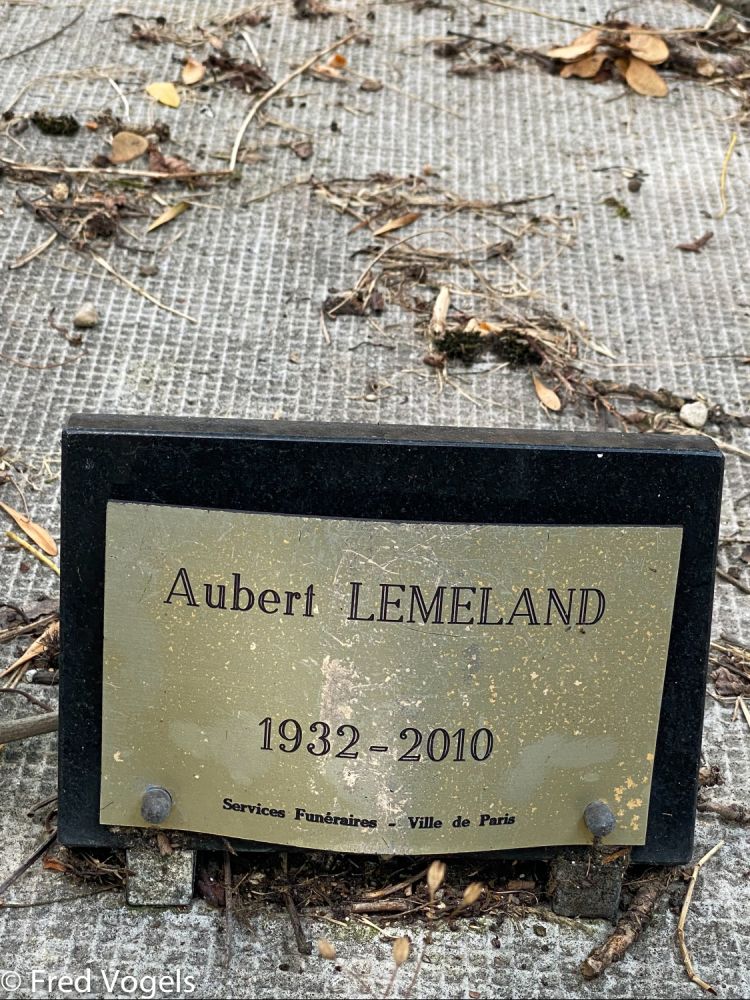 Aubert LEMELAND
1932-2010
Services Funéraires - Ville de Paris
© Fred Vogels